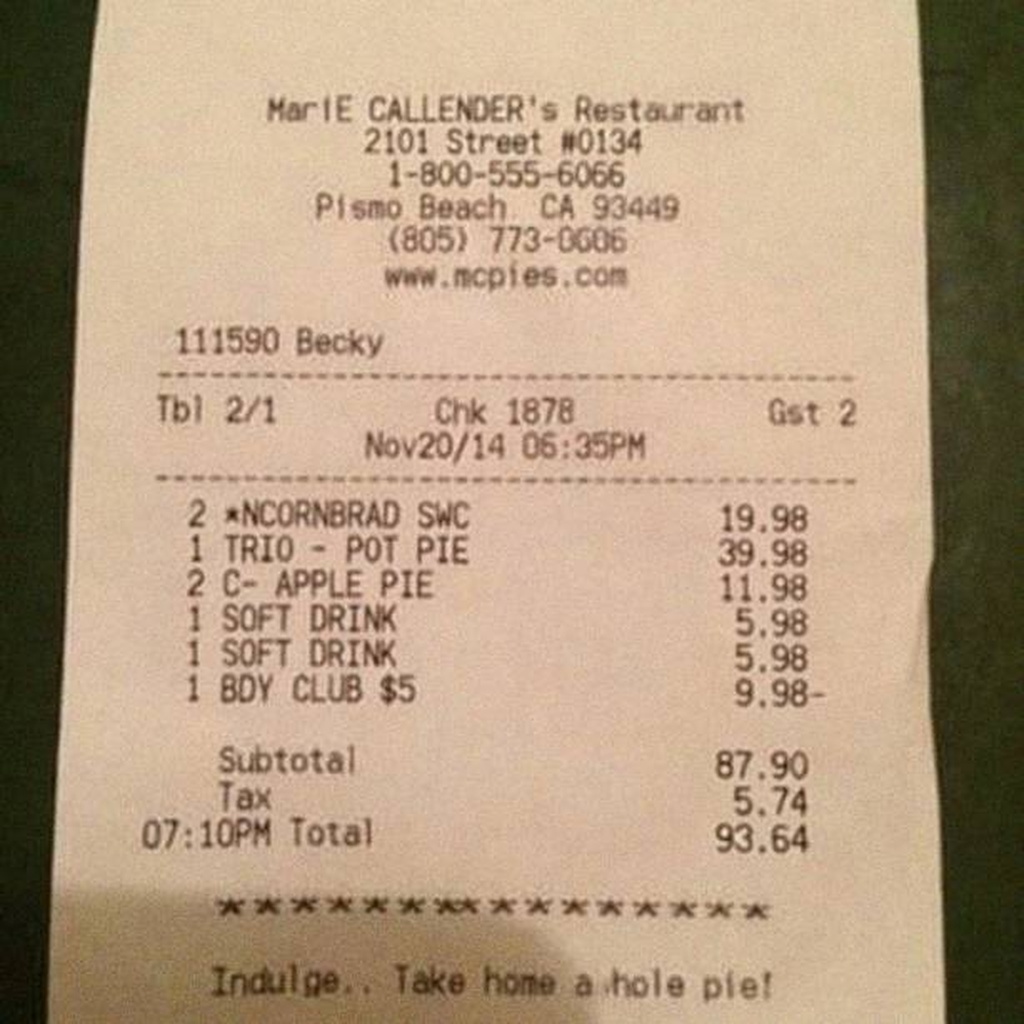 MarIE CALLENDER's Restaurant
2101 Street #0134
1-800-555-6066
Pismo Beach CA 93449
(805) 773-0606
www.mcpies.com
111590 Becky
Tbl 2/1 Chk 1878 Gst 2
Nov20/14 06:35PM
2 *NCORNBRAD SWC 19.98
1 TRIO - POT PIE 39.98
2 C- APPLE PIE 11.98
1 SOFT DRINK 5.98
1 SOFT DRINK 5.98
1 BDY CLUB $5 9.98-
Subtotal 87.90
Tax 5.74
07:10PM Total 93.64
****************
Indulge.. Take home a hole pie!